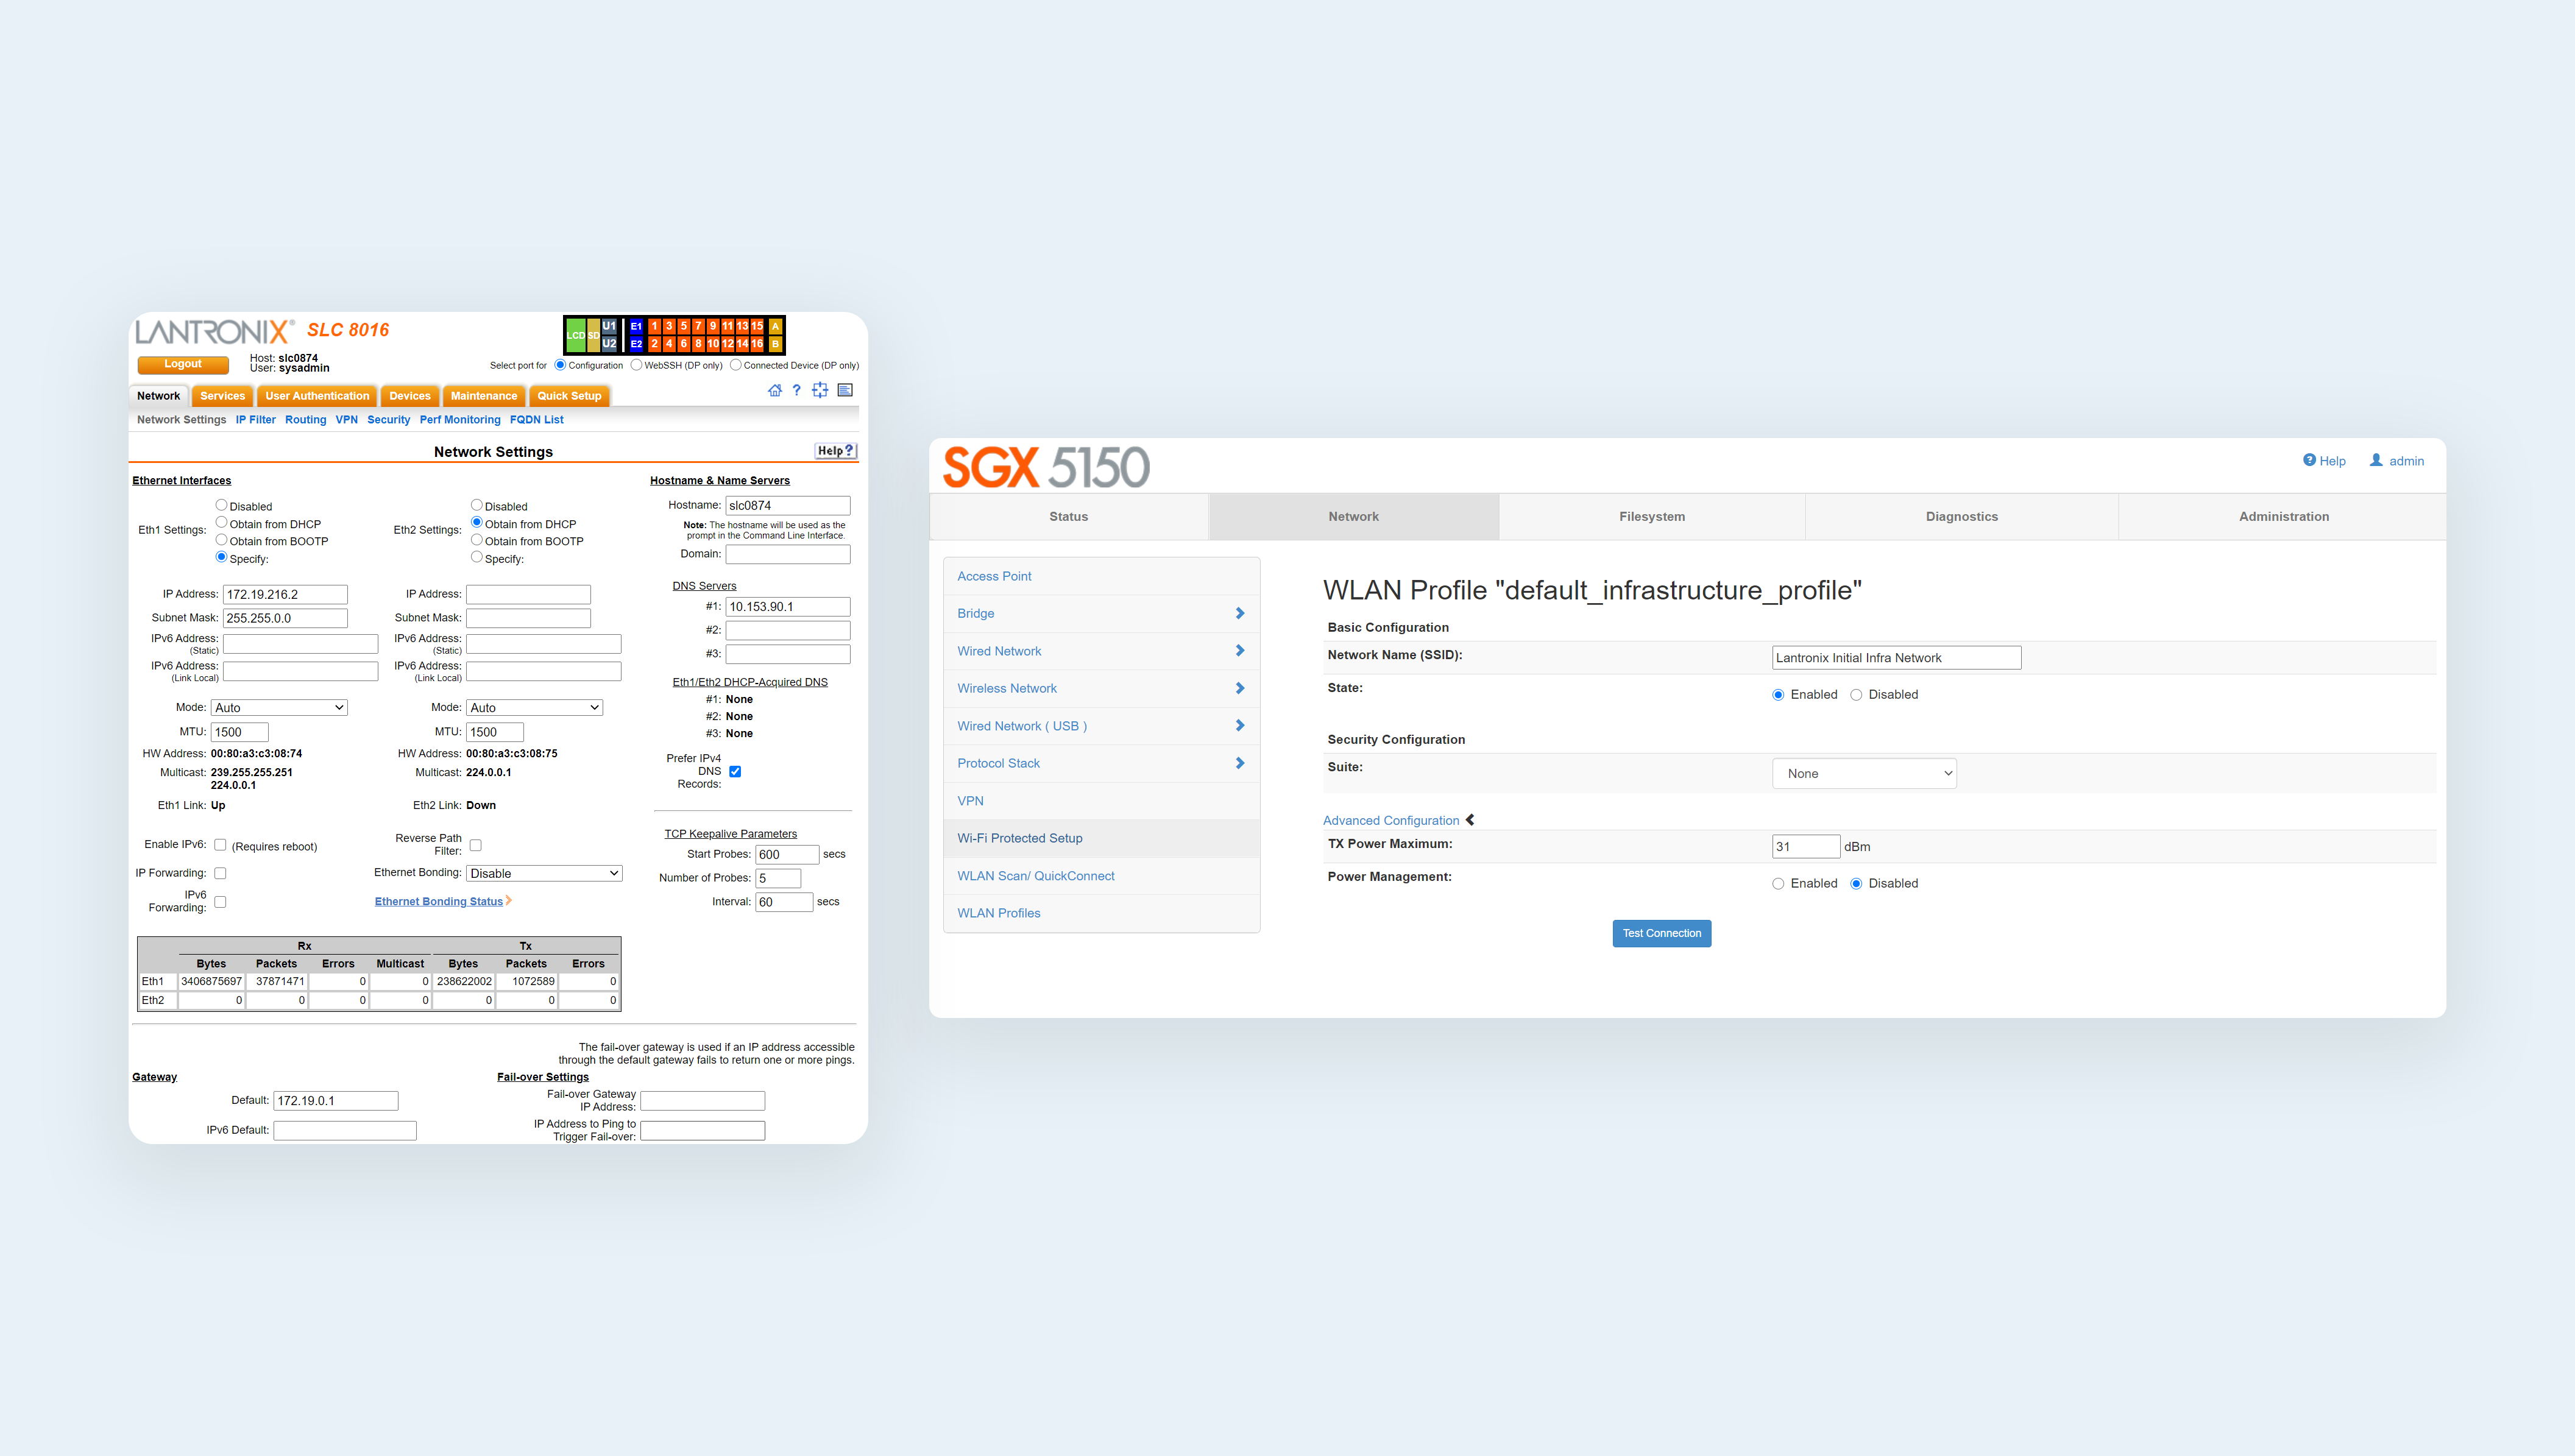 LANTRONIX® SLC 8016
LCD SD U1 E1 1 3 5 7 9 11 13 15 A
U2 E2 2 4 6 8 10 12 14 16 B
Logout
Host: slc0874
User: sysadmin
Select port for Configuration WebSSH (DP only) Connected Device (DP only)
Network Services User Authentication Devices Maintenance Quick Setup ?
Network Settings IP Filter Routing VPN Security Perf Monitoring FQDN List
Network Settings Help?
Ethernet Interfaces
Eth1 Settings:
Disabled
Obtain from DHCP
Obtain from BOOTP
Specify:
Eth2 Settings:
Disabled
Obtain from DHCP
Obtain from BOOTP
Specify:
IP Address: 172.19.216.2 IP Address:
Subnet Mask: 255.255.0.0 Subnet Mask:
IPv6 Address: IPv6 Address:
(Static) (Static)
IPv6 Address: IPv6 Address:
(Link Local) (Link Local)
Mode: Auto Mode: Auto
MTU: 1500 MTU: 1500
HW Address: 00:80:a3:c3:08:74 HW Address: 00:80:a3:c3:08:75
Multicast: 239.255.255.251 Multicast: 224.0.0.1
224.0.0.1
Eth1 Link: Up Eth2 Link: Down
Enable IPv6: (Requires reboot)
Reverse Path
Filter:
IP Forwarding: Ethernet Bonding: Disable
IPv6
Forwarding:
Ethernet Bonding Status
Hostname & Name Servers
Hostname: slc0874
Note: The hostname will be used as the
prompt in the Command Line Interface.
Domain:
DNS Servers
#1: 10.153.90.1
#2:
#3:
Eth1/Eth2 DHCP-Acquired DNS
#1: None
#2: None
#3: None
Prefer IPv4
DNS
Records:
TCP Keepalive Parameters
Start Probes: 600 secs
Number of Probes: 5
Interval: 60 secs
Rx Tx
Bytes Packets Errors Multicast Bytes Packets Errors
Eth1 3406875697 37871471 0 0 238622002 1072589 0
Eth2 0 0 0 0 0 0 0
The fail-over gateway is used if an IP address accessible
through the default gateway fails to return one or more pings.
Gateway
Default: 172.19.0.1
IPv6 Default:
Fail-over Settings
Fail-over Gateway
IP Address:
IP Address to Ping to
Trigger Fail-over:
SGX 5150
Help admin
Status Network Filesystem Diagnostics Administration
Access Point
Bridge
Wired Network
Wireless Network
Wired Network ( USB )
Protocol Stack
VPN
Wi-Fi Protected Setup
WLAN Scan/ QuickConnect
WLAN Profiles
WLAN Profile "default_infrastructure_profile"
Basic Configuration
Network Name (SSID): Lantronix Initial Infra Network
State: Enabled Disabled
Security Configuration
Suite: None
Advanced Configuration
TX Power Maximum: 31 dBm
Power Management: Enabled Disabled
Test Connection